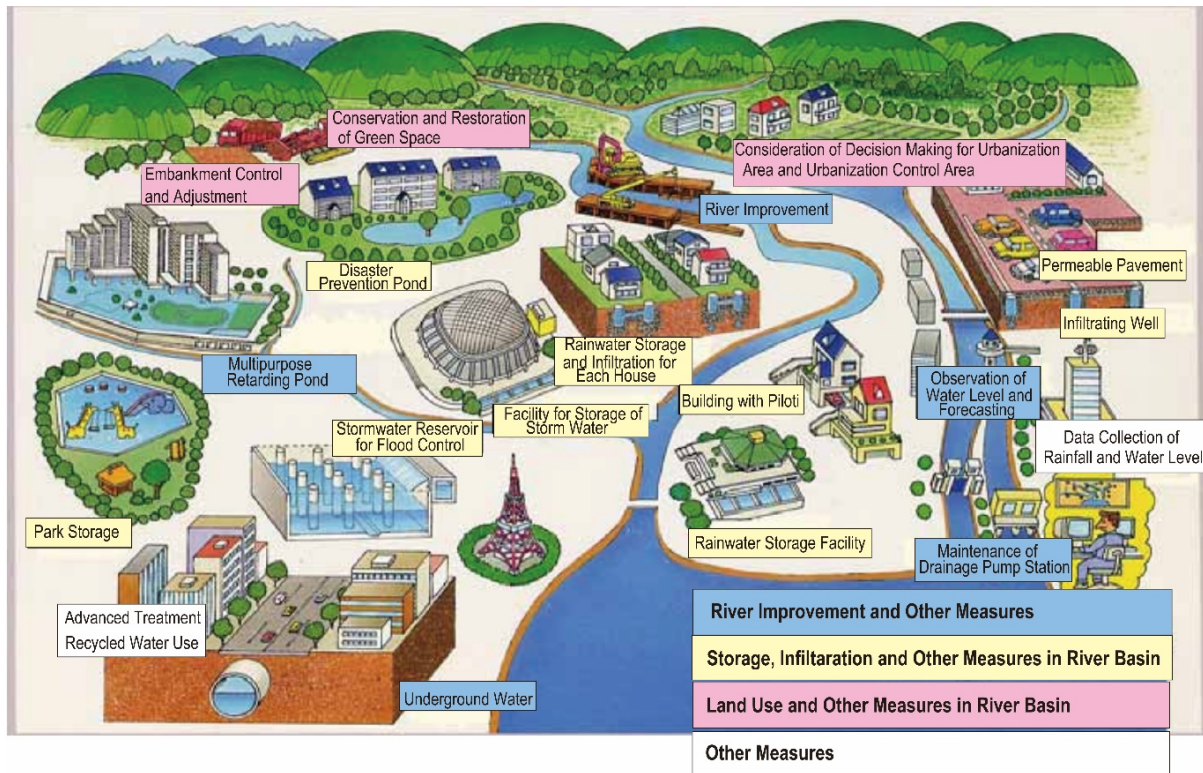 Conservation and Restoration
of Green Space
Embankment Control
and Adjustment
Consideration of Decision Making for Urbanization
Area and Urbanization Control Area
River Improvement
Disaster
Prevention Pond
Permeable Pavement
Infiltrating Well
Multipurpose
Retarding Pond
Rainwater Storage
and Infiltration for
Each House
Building with Piloti
Observation of
Water Level and
Forecasting
Facility for Storage of
Storm Water
Stormwater Reservoir
for Flood Control
Data Collection of
Rainfall and Water Level
Park Storage
Rainwater Storage Facility
Maintenance of
Drainage Pump Station
Advanced Treatment
Recycled Water Use
Underground Water
River Improvement and Other Measures
Storage, Infiltaration and Other Measures in River Basin
Land Use and Other Measures in River Basin
Other Measures